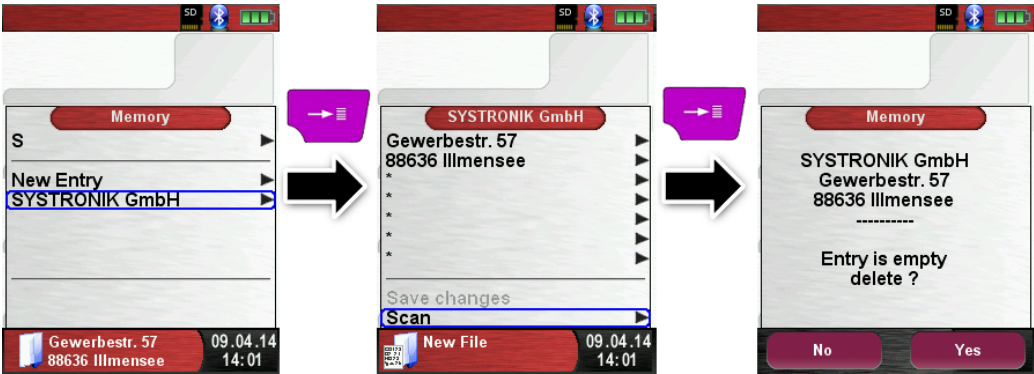 SD
Memory
S
New Entry
SYSTRONIK GmbH
Gewerbestr. 57
88636 Illmensee
09.04.14
14:01
SD
SYSTRONIK GmbH
Gewerbestr. 57
88636 Illmensee
*
*
*
*
*
Save changes
Scan
New File
09.04.14
14:01
SD
Memory
SYSTRONIK GmbH
Gewerbestr. 57
88636 Illmensee
----------
Entry is empty
delete ?
No
Yes